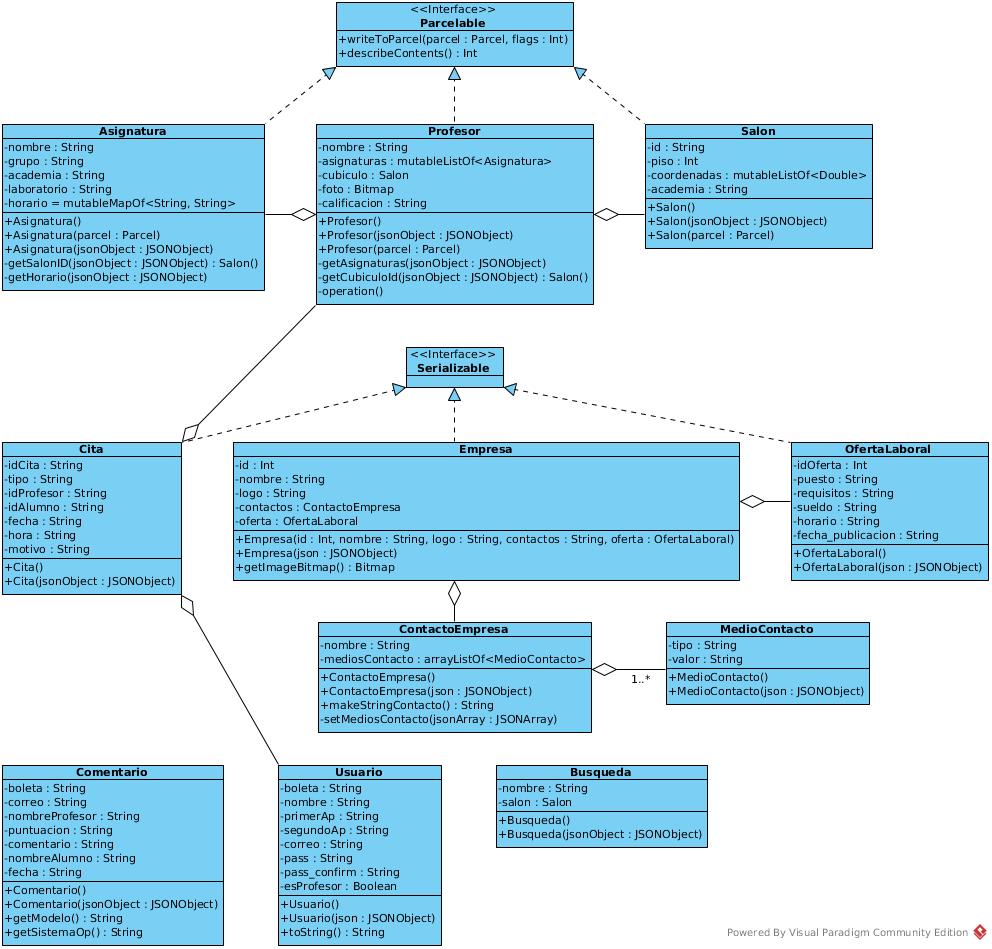 <<Interface>>
Parcelable
+writeToParcel(parcel : Parcel, flags : Int)
+describeContents() : Int
Asignatura
-nombre : String
-grupo : String
-academia : String
-laboratorio : String
-horario = mutableMapOf<String, String>
+Asignatura()
+Asignatura(parcel : Parcel)
+Asignatura(jsonObject : JSONObject)
-getSalonID(jsonObject : JSONObject) : Salon()
-getHorario(jsonObject : JSONObject)
Profesor
-nombre : String
-asignaturas : mutableListOf<Asignatura>
-cubiculo : Salon
-foto : Bitmap
-calificacion : String
+Profesor()
+Profesor(jsonObject : JSONObject)
+Profesor(parcel : Parcel)
-getAsignaturas(jsonObject : JSONObject)
-getCubiculoId(jsonObject : JSONObject) : Salon()
-operation()
Salon
-id : String
-piso : Int
-coordenadas : mutableListOf<Double>
-academia : String
+Salon()
+Salon(jsonObject : JSONObject)
+Salon(parcel : Parcel)
<<Interface>>
Serializable
Cita
-idCita : String
-tipo : String
-idProfesor : String
-idAlumno : String
-fecha : String
-hora : String
-motivo : String
+Cita()
+Cita(jsonObject : JSONObject)
Empresa
-id : Int
-nombre : String
-logo : String
-contactos : ContactoEmpresa
-oferta : OfertaLaboral
+Empresa(id : Int, nombre : String, logo : String, contactos : String, oferta : OfertaLaboral)
+Empresa(json : JSONObject)
+getImageBitmap() : Bitmap
OfertaLaboral
-idOferta : Int
-puesto : String
-requisitos : String
-sueldo : String
-horario : String
-fecha_publicacion : String
+OfertaLaboral()
+OfertaLaboral(json : JSONObject)
ContactoEmpresa
-nombre : String
-mediosContacto : arrayListOf<MedioContacto>
+ContactoEmpresa()
+ContactoEmpresa(json : JSONObject)
+makeStringContacto() : String
-setMediosContacto(jsonArray : JSONArray)
1..*
MedioContacto
-tipo : String
-valor : String
+MedioContacto()
+MedioContacto(json : JSONObject)
Comentario
-boleta : String
-correo : String
-nombreProfesor : String
-puntuacion : String
-comentario : String
-nombreAlumno : String
-fecha : String
+Comentario()
+Comentario(jsonObject : JSONObject)
+getModelo() : String
+getSistemaOp() : String
Usuario
-boleta : String
-nombre : String
-primerAp : String
-segundoAp : String
-correo : String
-pass : String
-pass_confirm : String
-esProfesor : Boolean
+Usuario()
+Usuario(json : JSONObject)
+toString() : String
Busqueda
-nombre : String
-salon : Salon
+Busqueda()
+Busqueda(jsonObject : JSONObject)
Powered By Visual Paradigm Community Edition